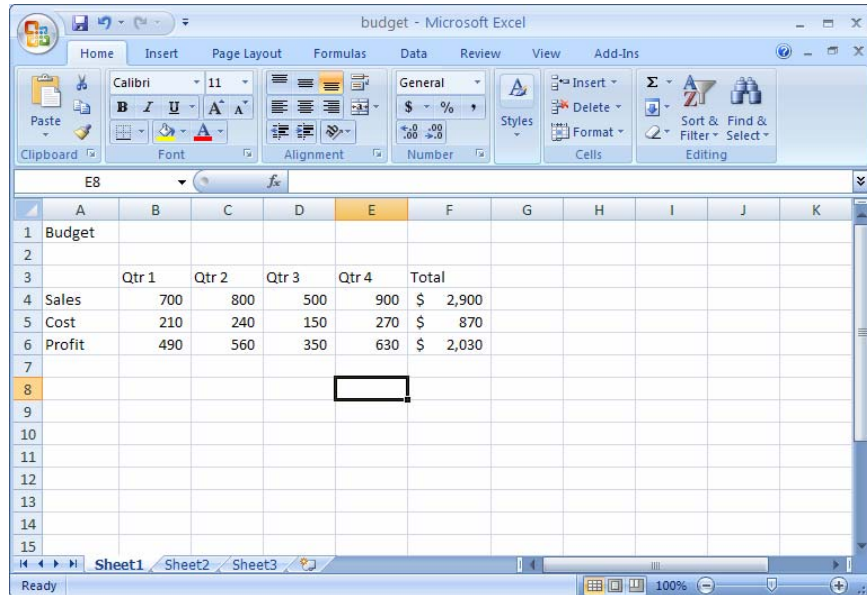 budget - Microsoft Excel
Home Insert Page Layout Formulas Data Review View Add-Ins
Paste
Calibri 11
B I U A A
A
General
$ % ,
.00 .0
Styles
Insert
Delete
Format
Σ
A Z
Sort & Filter
Find & Select
Clipboard Font Alignment Number Cells Editing
E8 fx
A B C D E F G H I J K
1 Budget
2
3 Qtr 1 Qtr 2 Qtr 3 Qtr 4 Total
4 Sales 700 800 500 900 $ 2,900
5 Cost 210 240 150 270 $ 870
6 Profit 490 560 350 630 $ 2,030
7
8
9
10
11
12
13
14
15
Sheet1 Sheet2 Sheet3
Ready 100%